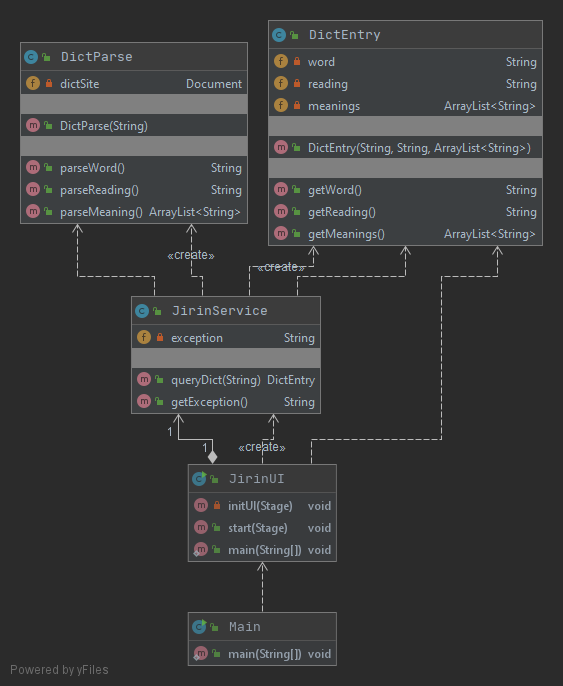 DictParse
dictSite Document
DictParse(String)
parseWord() String
parseReading() String
parseMeaning() ArrayList<String>
DictEntry
word String
reading String
meanings ArrayList<String>
DictEntry(String, String, ArrayList<String>)
getWord() String
getReading() String
getMeanings() ArrayList<String>
«create»
«create»
JirinService
exception String
queryDict(String) DictEntry
getException() String
1
1
«create»
JirinUI
initUI(Stage) void
start(Stage) void
main(String[]) void
Main
main(String[]) void
Powered by yFiles